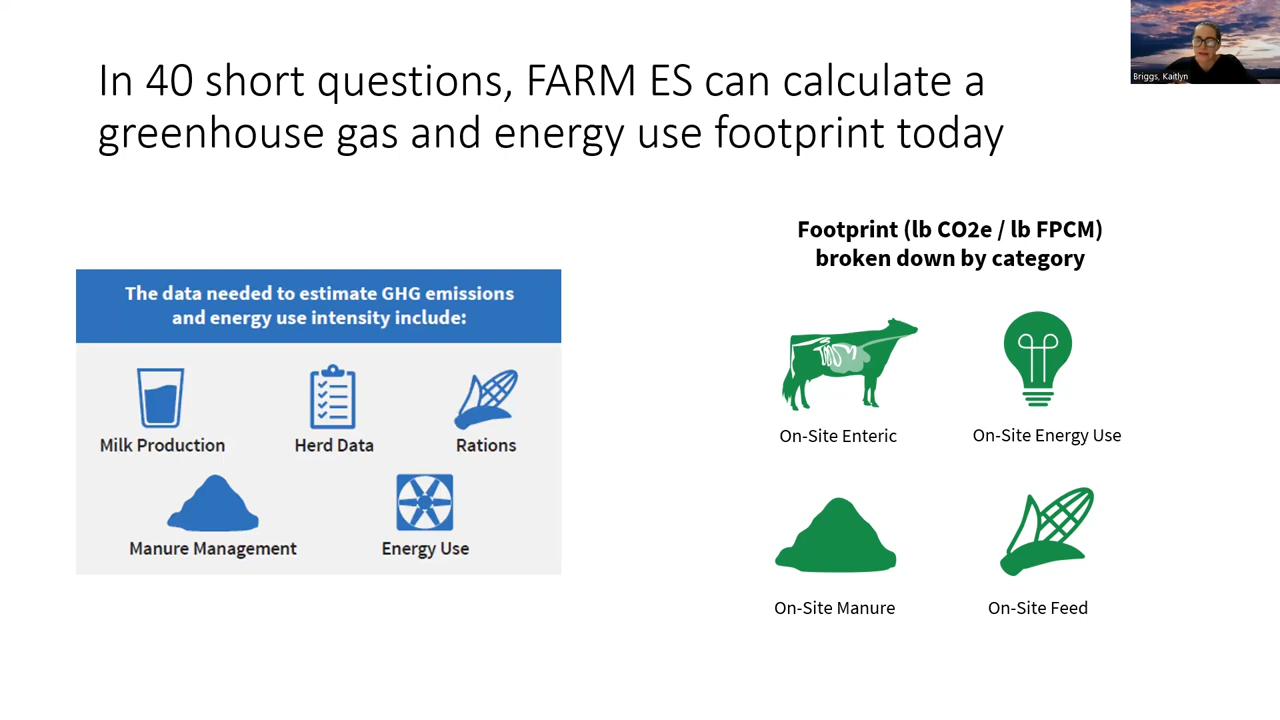 In 40 short questions, FARM ES can calculate a
greenhouse gas and energy use footprint today
Briggs, Kaitlyn
The data needed to estimate GHG emissions
and energy use intensity include:
Milk Production
Herd Data
Rations
Manure Management
Energy Use
Footprint (lb CO2e / lb FPCM)
broken down by category
On-Site Enteric
On-Site Energy Use
On-Site Manure
On-Site Feed